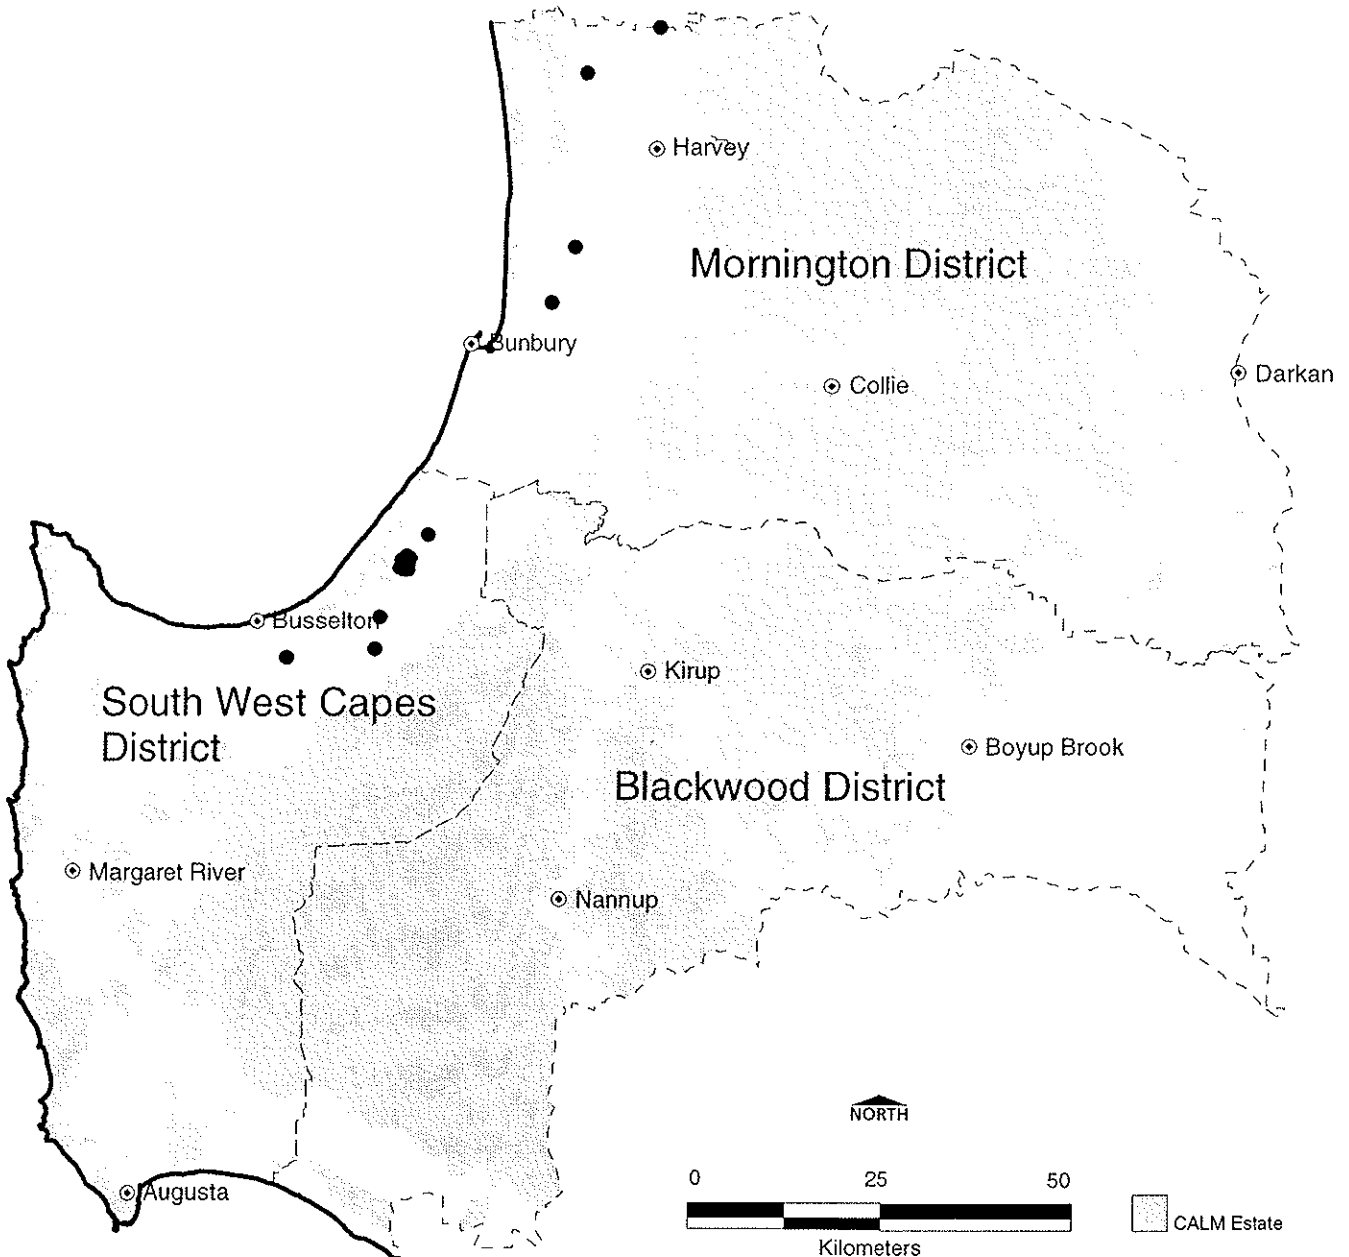 Harvey
Mornington District
Bunbury
Collie
Darkan
Busselton
Kirup
South West Capes
District
Boyup Brook
Blackwood District
Margaret River
Nannup
NORTH
0 25 50
Augusta
CALM Estate
Kilometers